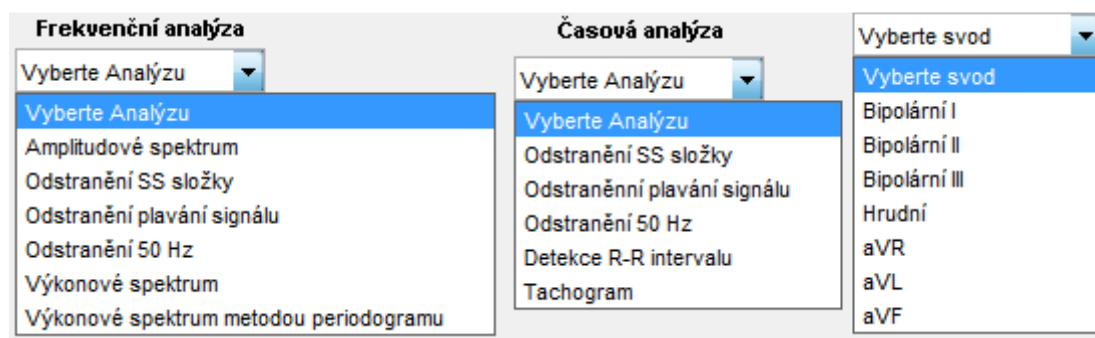 Frekvenční analýza
Vyberte Analýzu
Vyberte Analýzu
Amplitudové spektrum
Odstranění SS složky
Odstranění plavání signálu
Odstranění 50 Hz
Výkonové spektrum
Výkonové spektrum metodou periodogramu
Časová analýza
Vyberte Analýzu
Vyberte Analýzu
Odstranění SS složky
Odstraněnní plavání signálu
Odstranění 50 Hz
Detekce R-R intervalu
Tachogram
Vyberte svod
Vyberte svod
Bipolární I
Bipolární II
Bipolární III
Hrudní
aVR
aVL
aVF